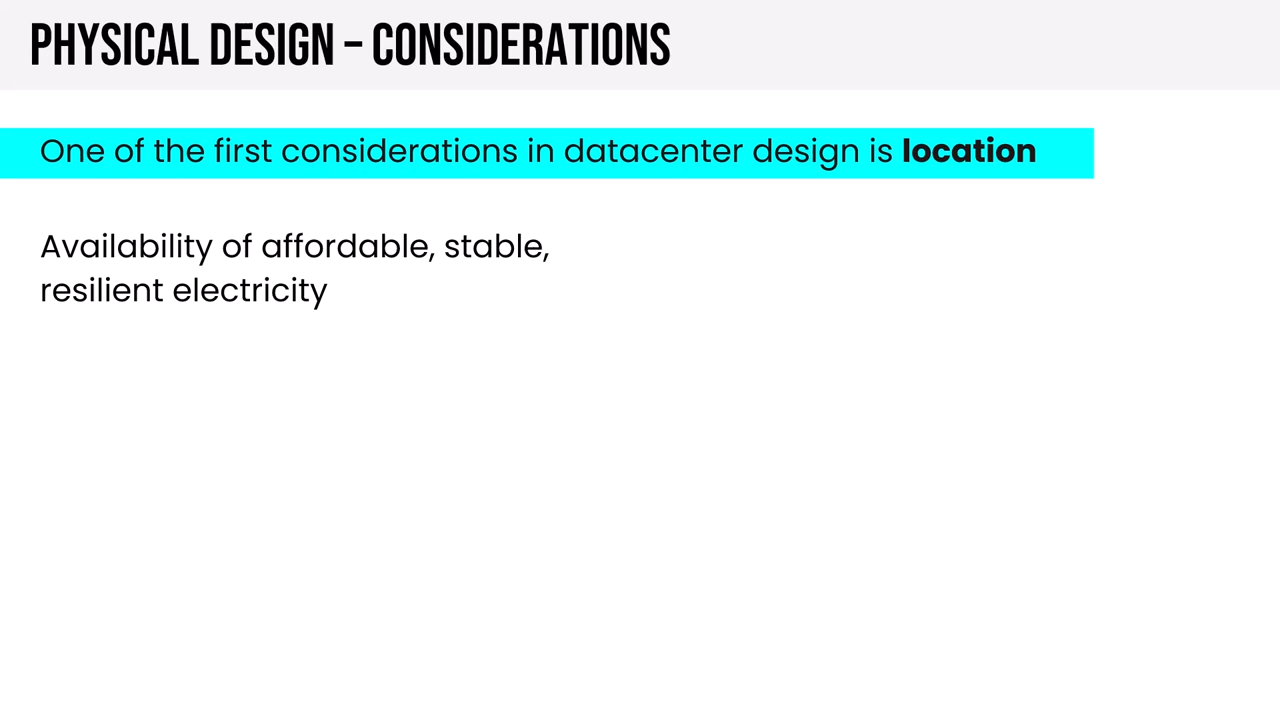 PHYSICAL DESIGN – CONSIDERATIONS
One of the first considerations in datacenter design is location
Availability of affordable, stable,
resilient electricity